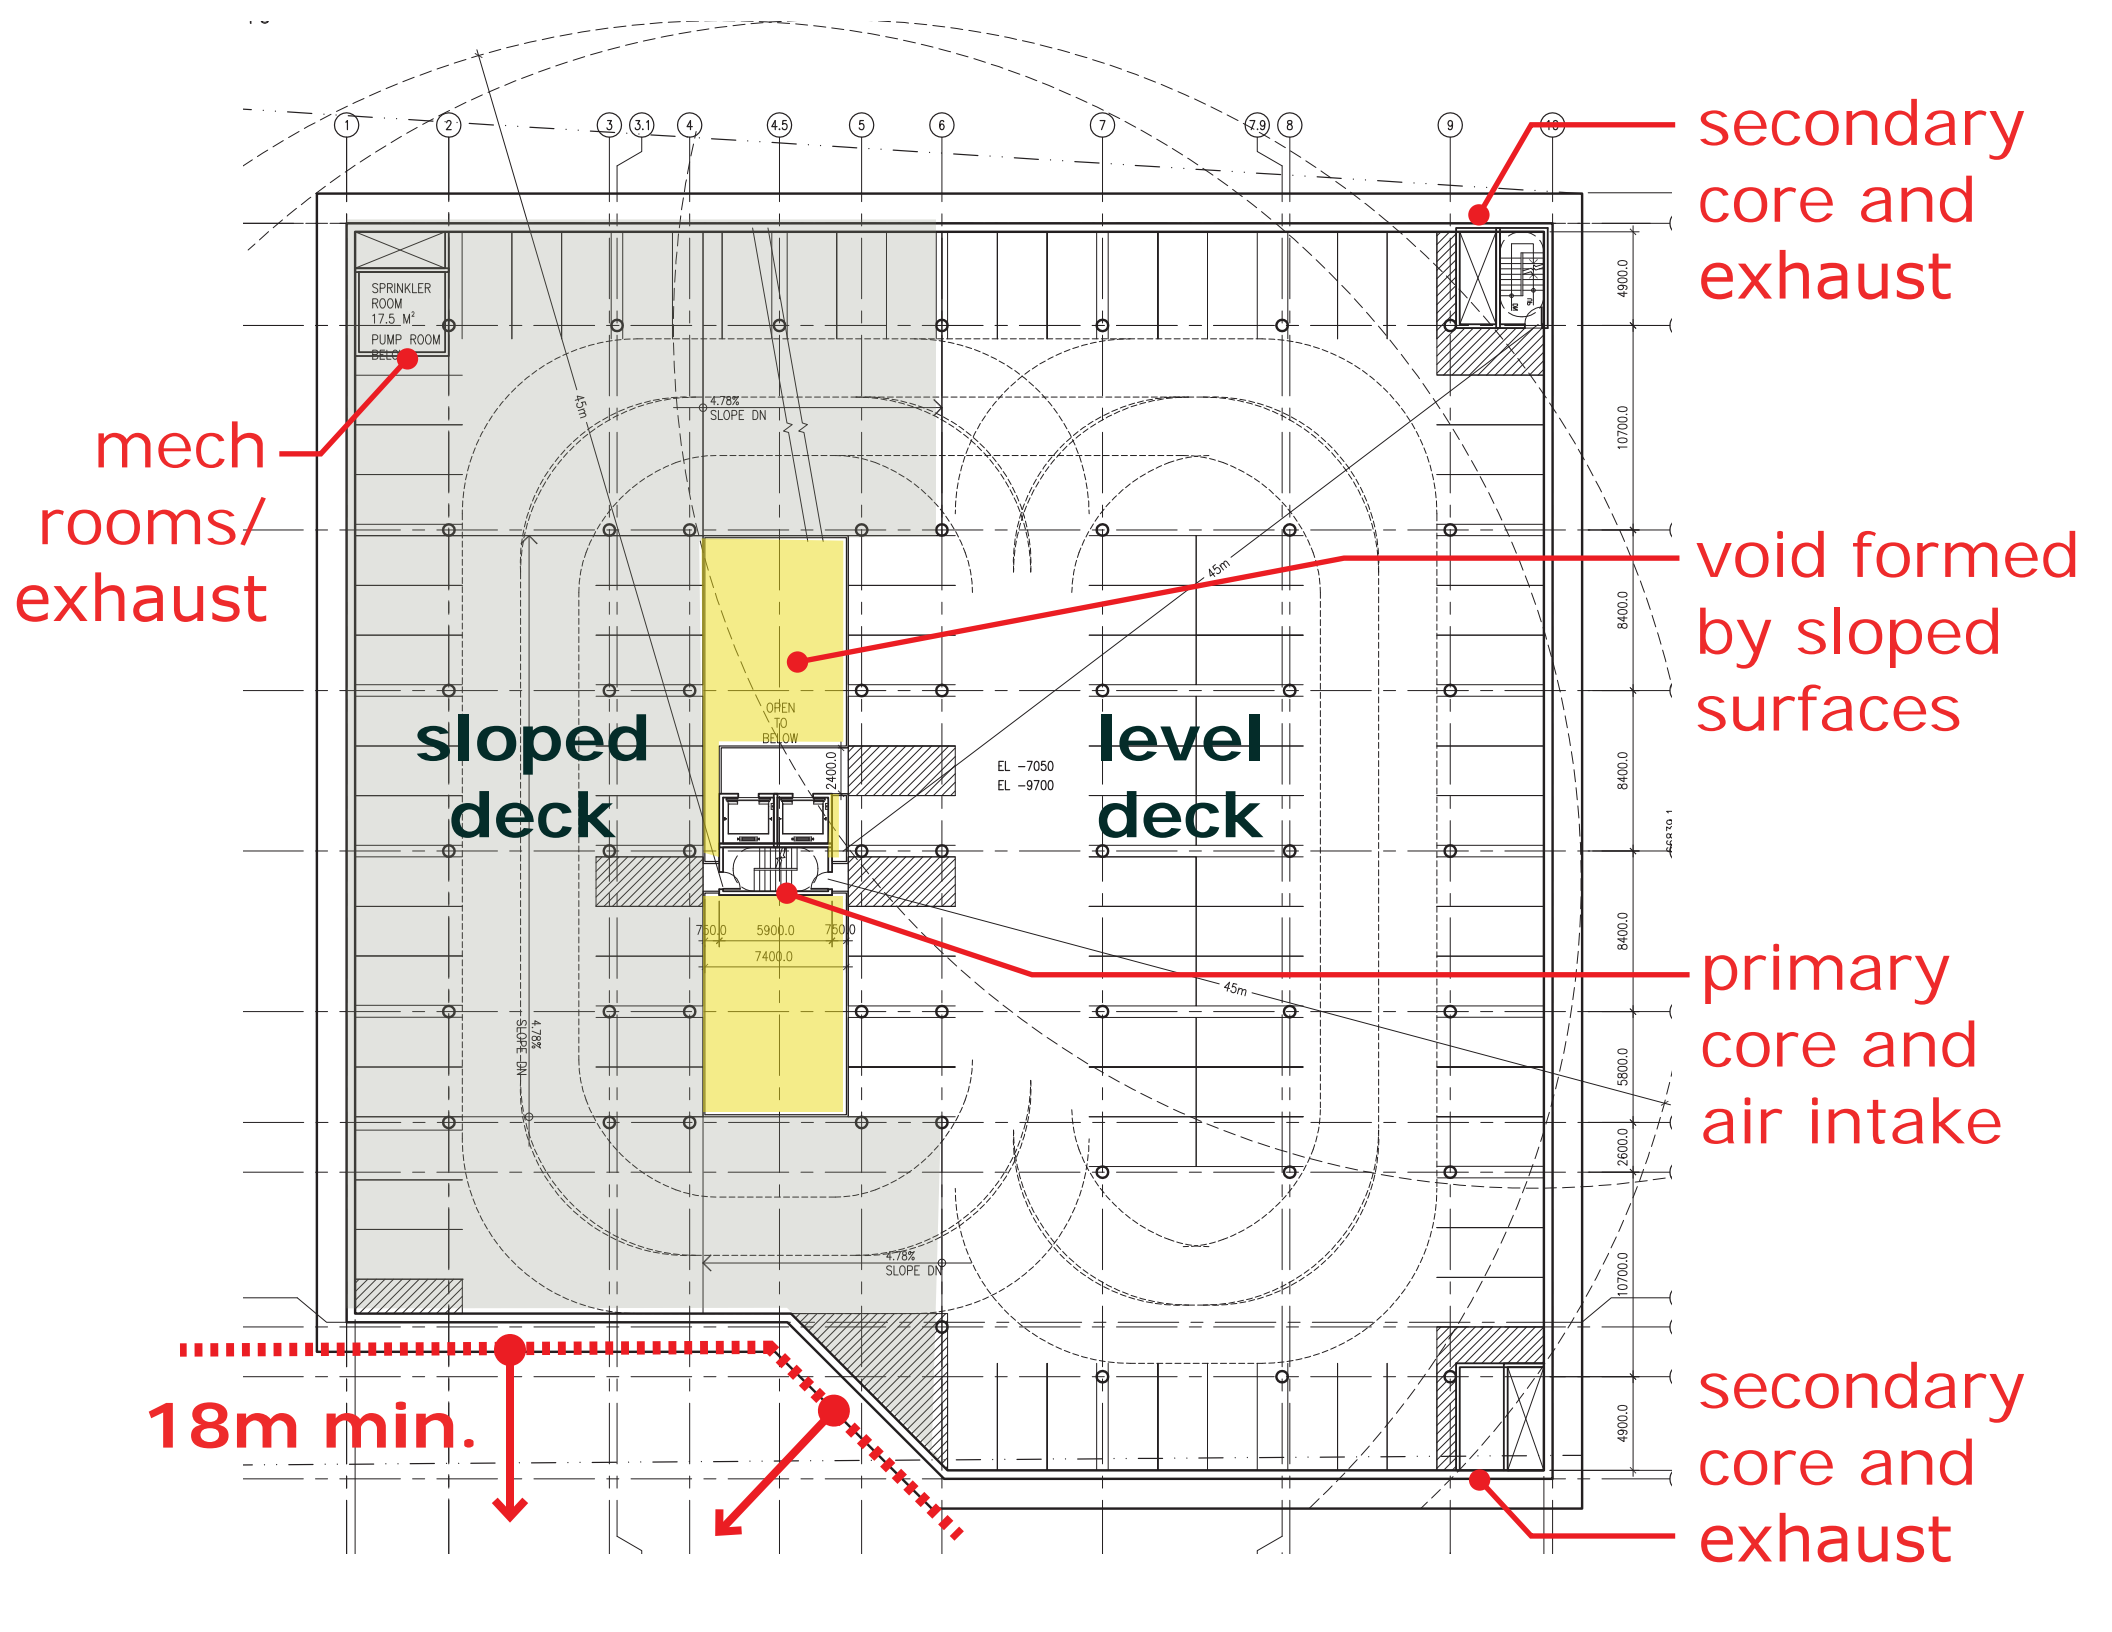 1
2
3
3.1
4
4.5
5
6
7
7.9
8
9
10
secondary
core and
exhaust
SPRINKLER
ROOM
17.5 M²
PUMP ROOM
BELOW
mech
rooms/
exhaust
45m
4.78%
SLOPE DN
UP
DN
4900.0
10700.0
8400.0
8400.0
8400.0
5800.0
2600.0
10700.0
4900.0
45m
void formed
by sloped
surfaces
OPEN
TO
BELOW
sloped
deck
2400.0
EL -7050
EL -9700
level
deck
750.0
5900.0
750.0
7400.0
45m
primary
core and
air intake
4.78%
SLOPE DN
4.78%
SLOPE DN
18m min.
secondary
core and
exhaust